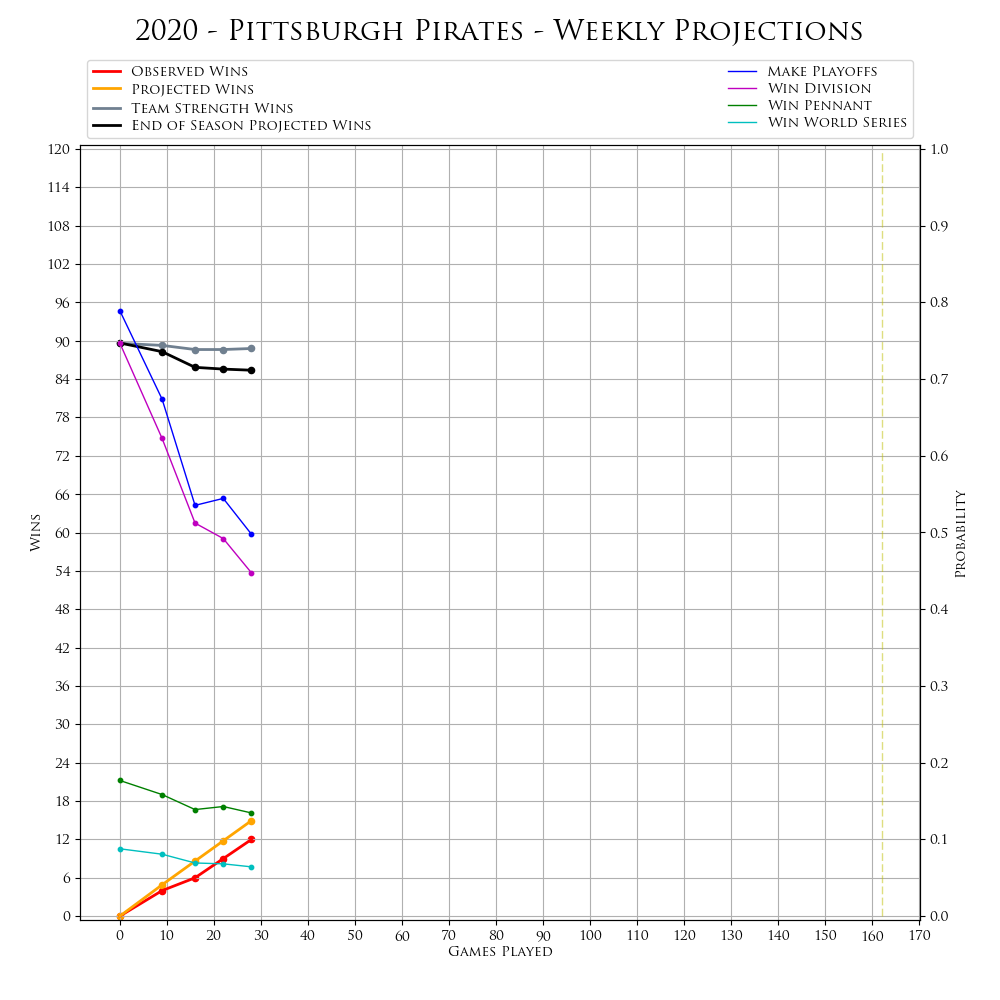 2020 - Pittsburgh Pirates - Weekly Projections
Observed Wins
Projected Wins
Team Strength Wins
End of Season Projected Wins
Make Playoffs
Win Division
Win Pennant
Win World Series
120
114
108
102
96
90
84
78
72
66
60
54
48
42
36
30
24
18
12
6
0
Wins
1.0
0.9
0.8
0.7
0.6
0.5
0.4
0.3
0.2
0.1
0.0
Probability
0 10 20 30 40 50 60 70 80 90 100 110 120 130 140 150 160 170
Games Played